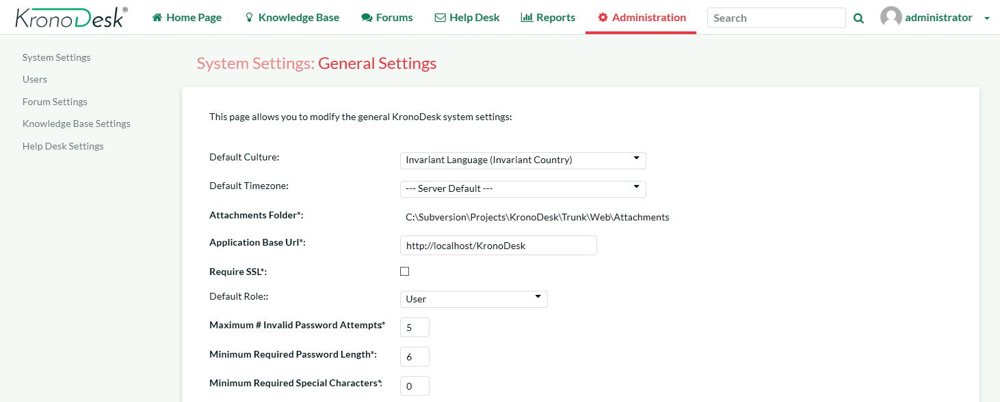 KronoDesk®
Home Page
Knowledge Base
Forums
Help Desk
Reports
Administration
Search
administrator
System Settings
Users
Forum Settings
Knowledge Base Settings
Help Desk Settings
System Settings: General Settings
This page allows you to modify the general KronoDesk system settings:
Default Culture: Invariant Language (Invariant Country)
Default Timezone: --- Server Default ---
Attachments Folder*: C:\Subversion\Projects\KronoDesk\Trunk\Web\Attachments
Application Base Url*: http://localhost/KronoDesk
Require SSL*:
Default Role:: User
Maximum # Invalid Password Attempts:* 5
Minimum Required Password Length*: 6
Minimum Required Special Characters*: 0